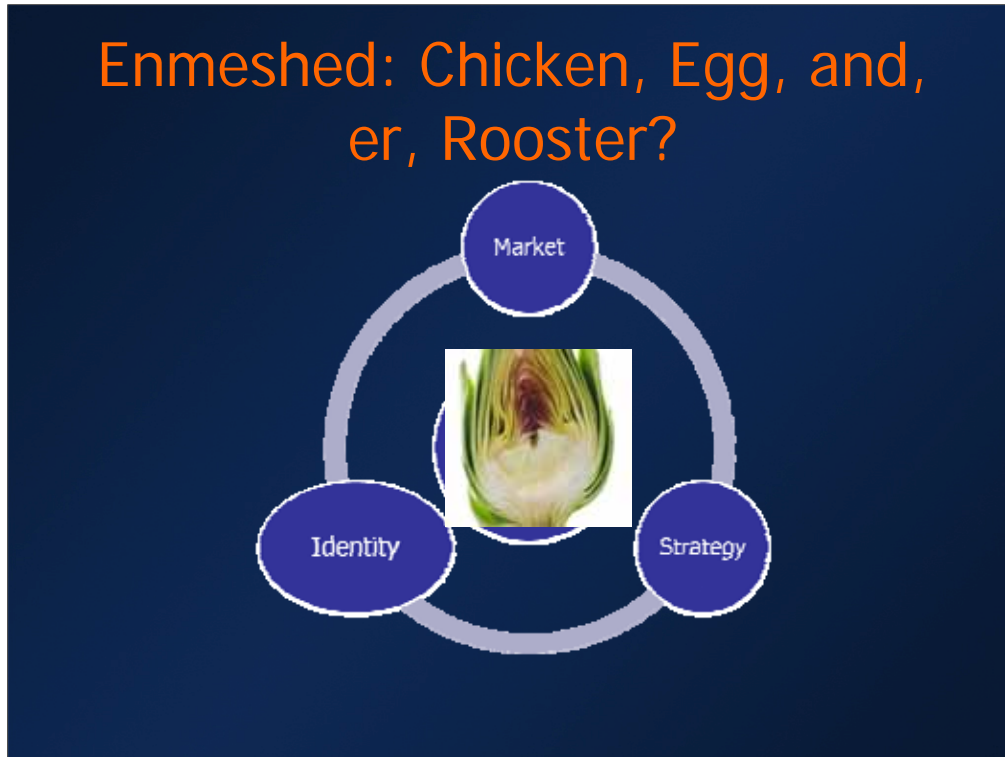 Enmeshed: Chicken, Egg, and,
er, Rooster?
Market
Identity
Strategy